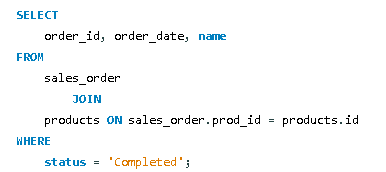 SELECT
order_id, order_date, name
FROM
sales_order
JOIN
products ON sales_order.prod_id = products.id
WHERE
status = 'Completed';